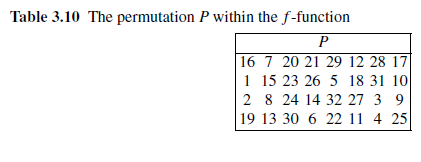 Table 3.10 The permutation P within the f-function
P
16 7 20 21 29 12 28 17
1 15 23 26 5 18 31 10
2 8 24 14 32 27 3 9
19 13 30 6 22 11 4 25